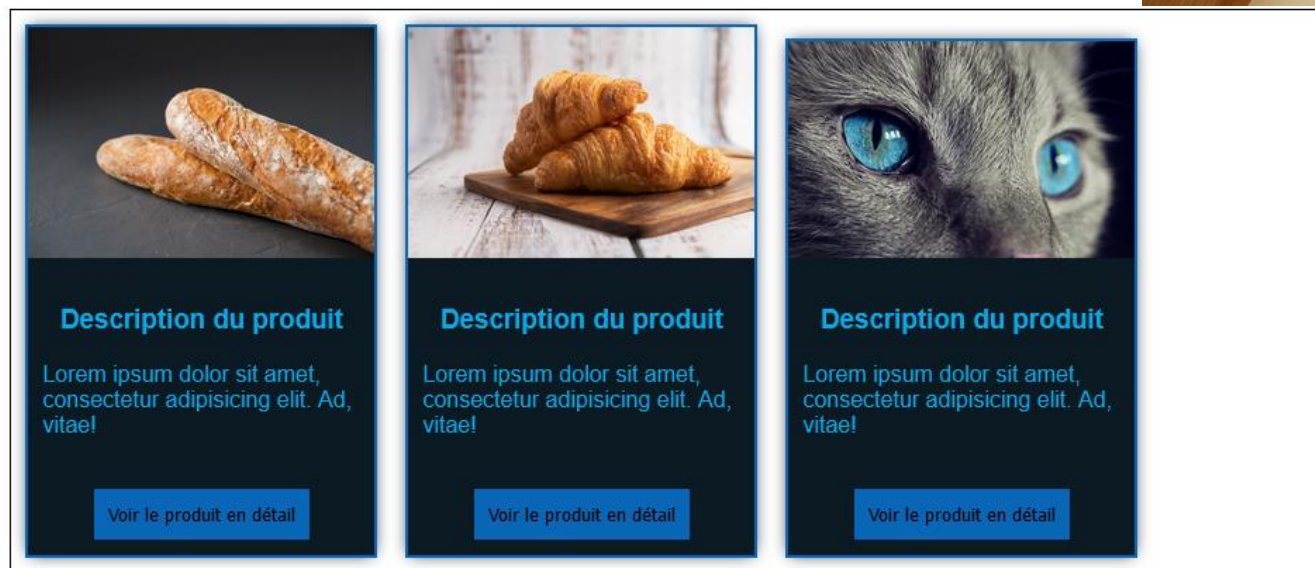 Description du produit
Lorem ipsum dolor sit amet,
consectetur adipisicing elit. Ad,
vitae!
Voir le produit en détail
Description du produit
Lorem ipsum dolor sit amet,
consectetur adipisicing elit. Ad,
vitae!
Voir le produit en détail
Description du produit
Lorem ipsum dolor sit amet,
consectetur adipisicing elit. Ad,
vitae!
Voir le produit en détail